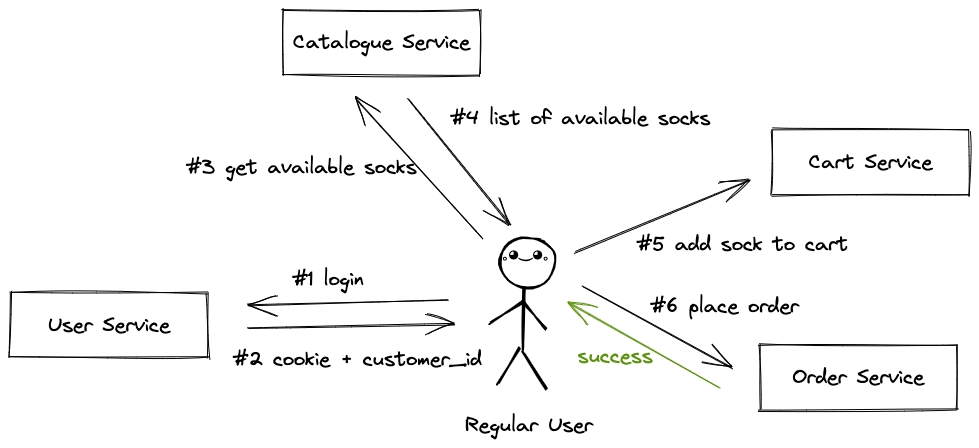 Catalogue Service
#4 list of available socks
#3 get available socks
Cart Service
#5 add sock to cart
#1 login
User Service
#2 cookie + customer_id
#6 place order
success
Order Service
Regular User